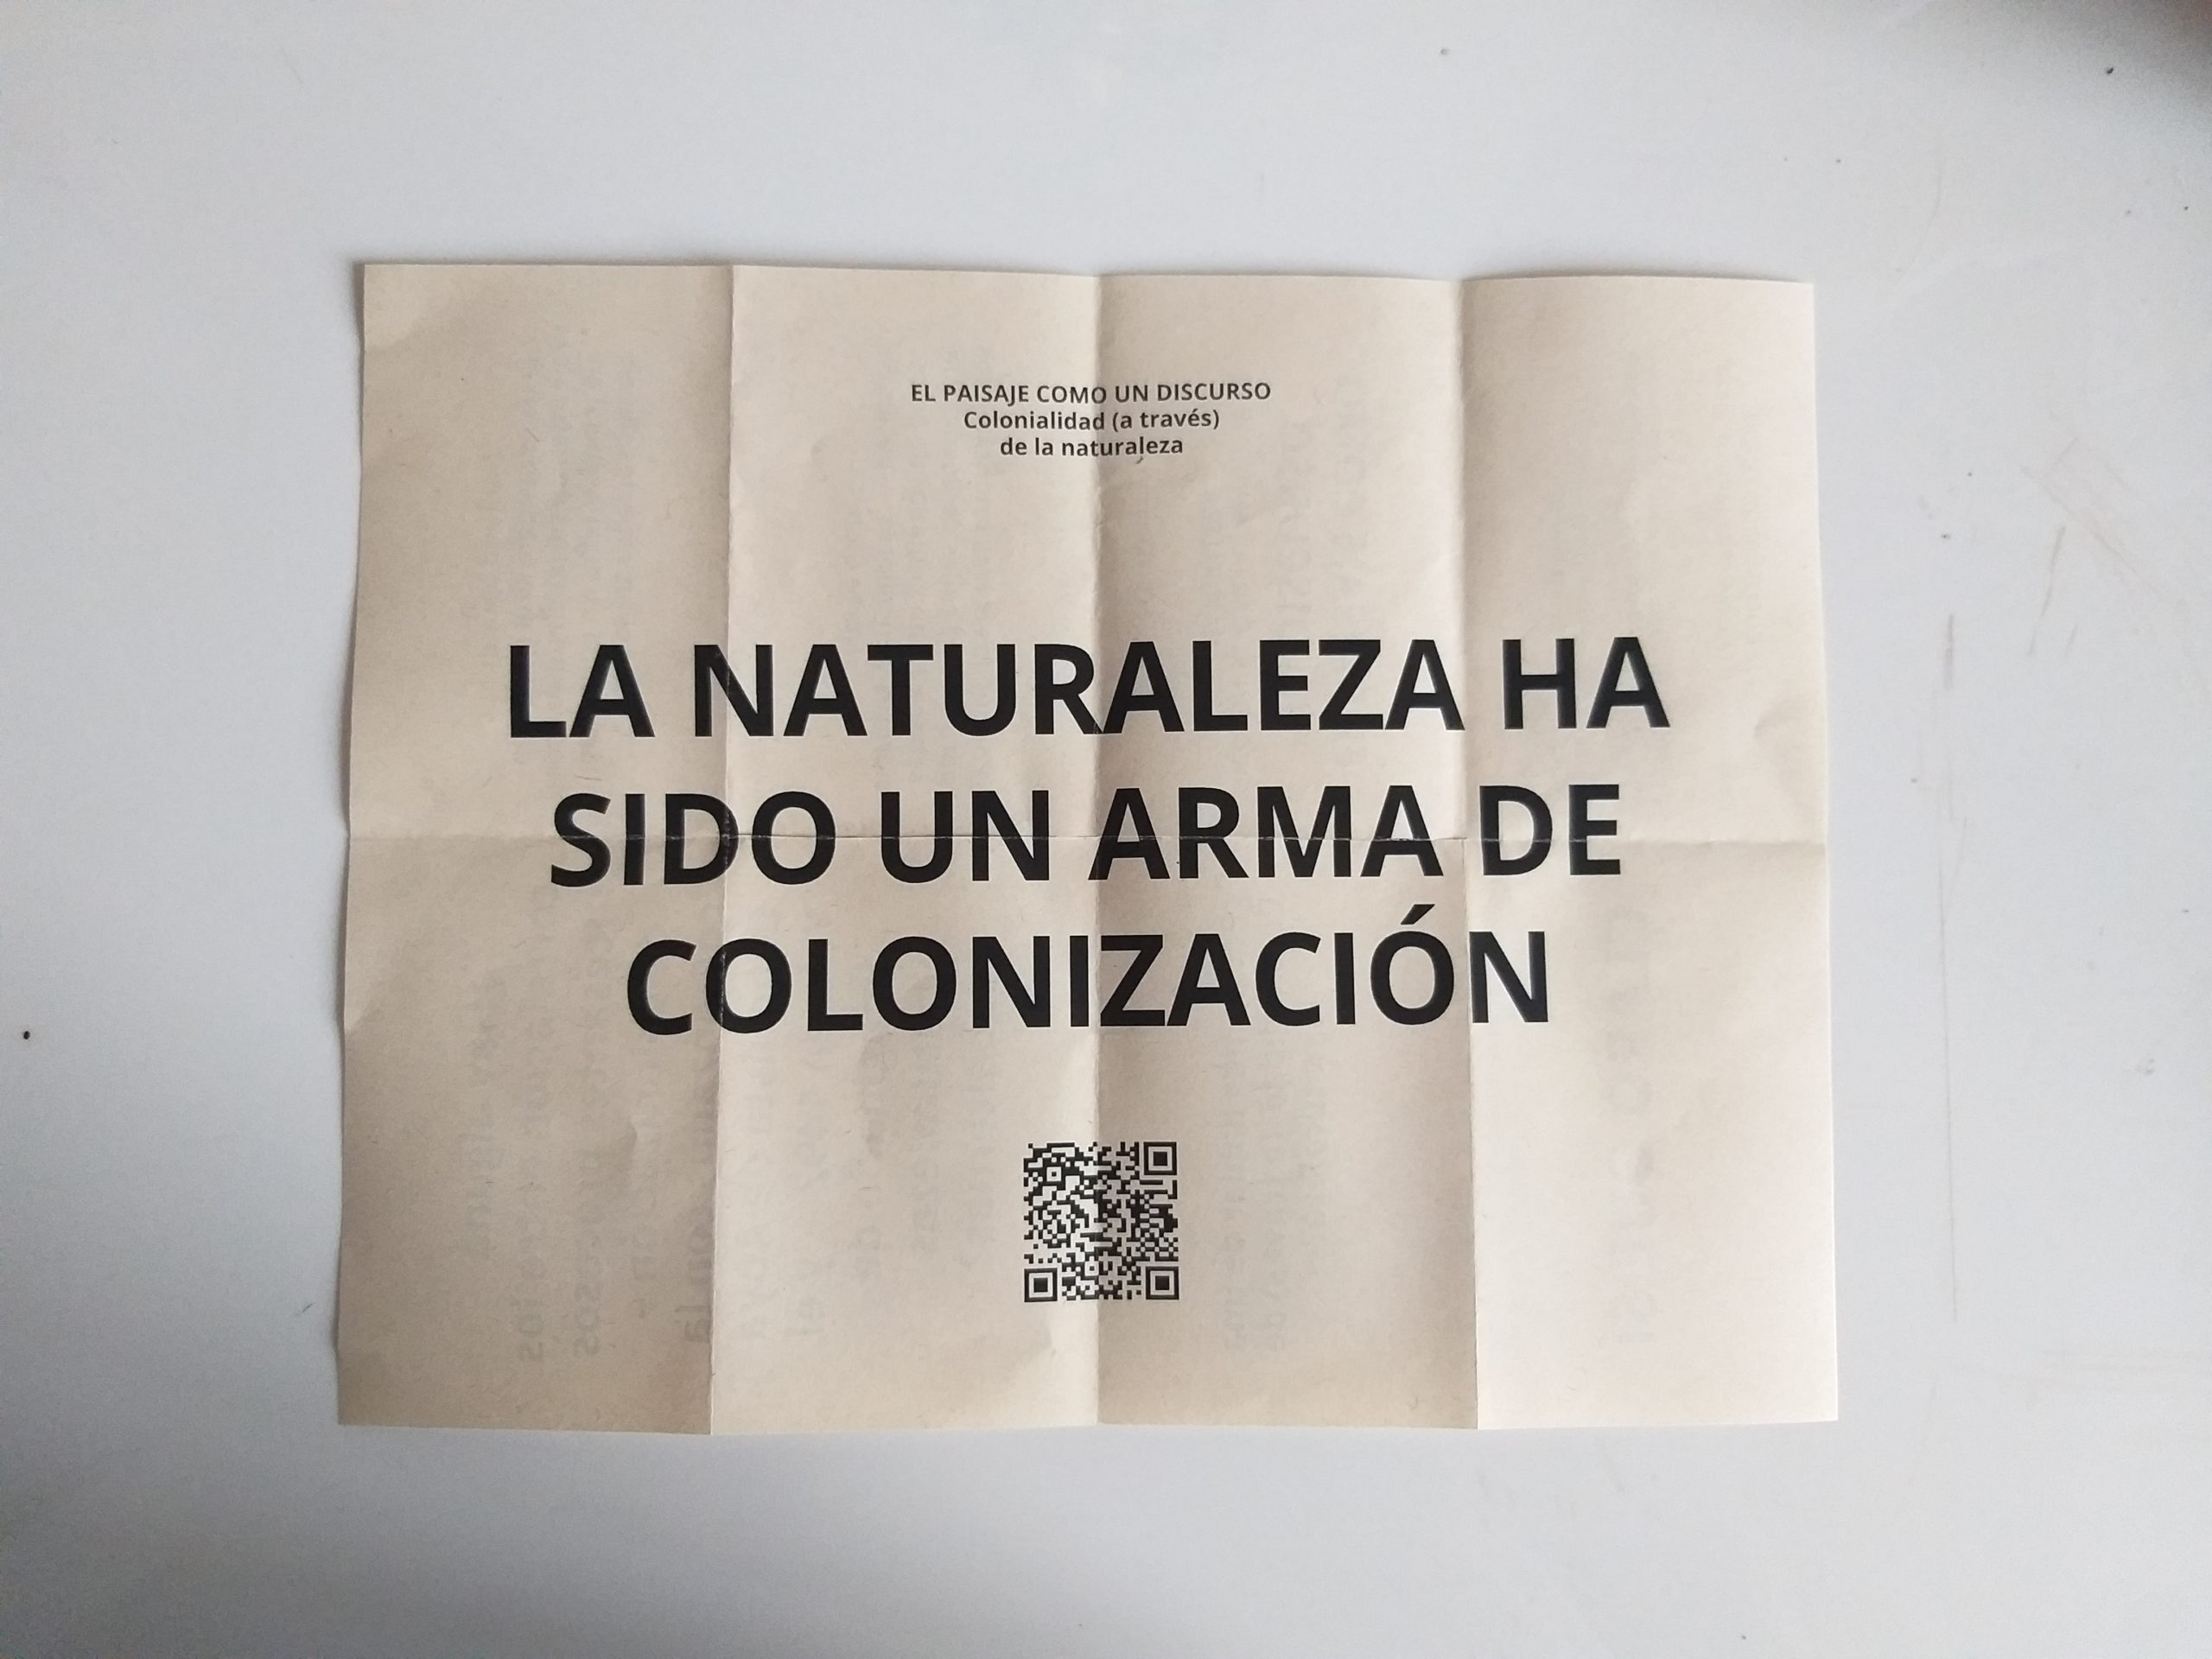 EL PAISAJE COMO UN DISCURSO
Colonialidad (a través)
de la naturaleza
LA NATURALEZA HA
SIDO UN ARMA DE
COLONIZACIÓN